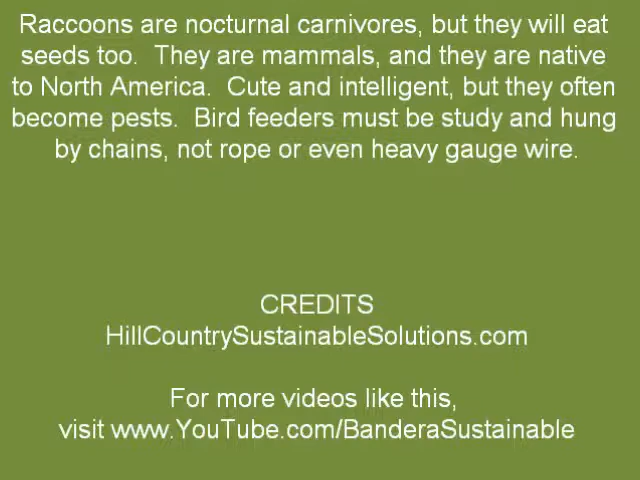 Raccoons are nocturnal carnivores, but they will eat
seeds too.  They are mammals, and they are native
to North America.  Cute and intelligent, but they often
become pests.  Bird feeders must be study and hung
by chains, not rope or even heavy gauge wire.
CREDITS
HillCountrySustainableSolutions.com
For more videos like this,
visit www.YouTube.com/BanderaSustainable